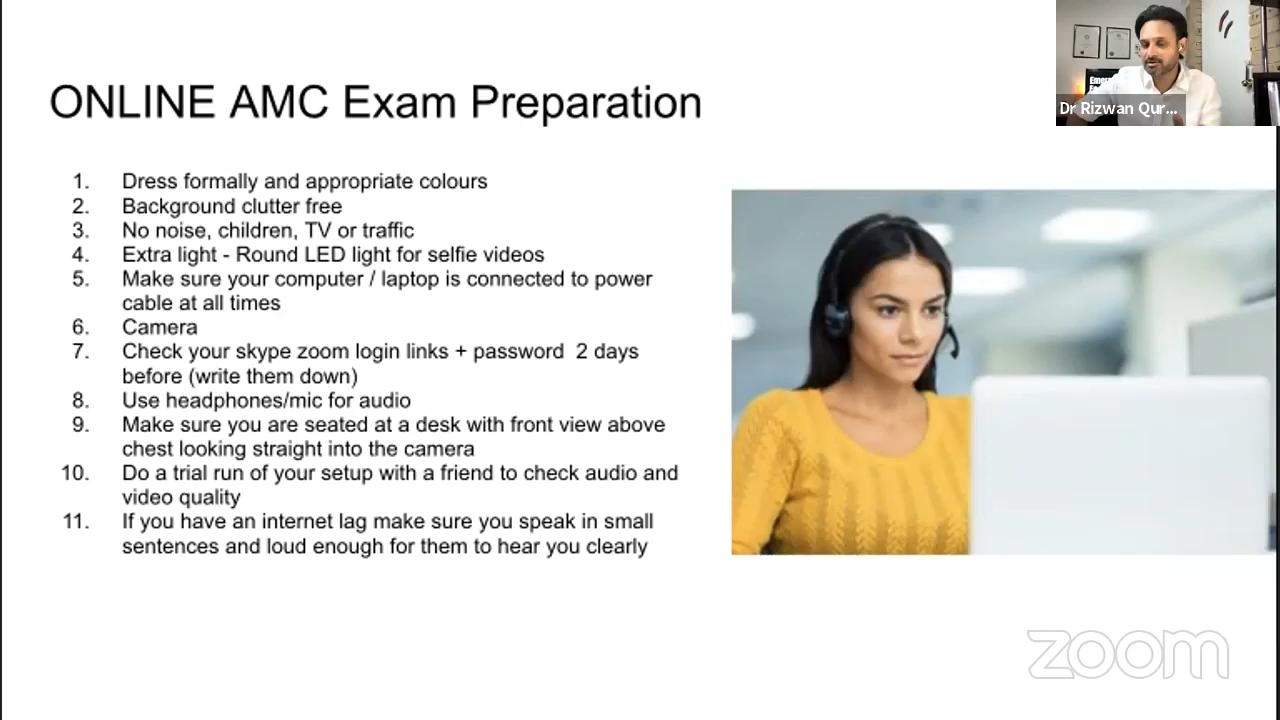 ONLINE AMC Exam Preparation
1. Dress formally and appropriate colours
2. Background clutter free
3. No noise, children, TV or traffic
4. Extra light - Round LED light for selfie videos
5. Make sure your computer / laptop is connected to power
cable at all times
6. Camera
7. Check your skype zoom login links + password 2 days
before (write them down)
8. Use headphones/mic for audio
9. Make sure you are seated at a desk with front view above
chest looking straight into the camera
10. Do a trial run of your setup with a friend to check audio and
video quality
11. If you have an internet lag make sure you speak in small
sentences and loud enough for them to hear you clearly
Dr Rizwan Qur...
zoom